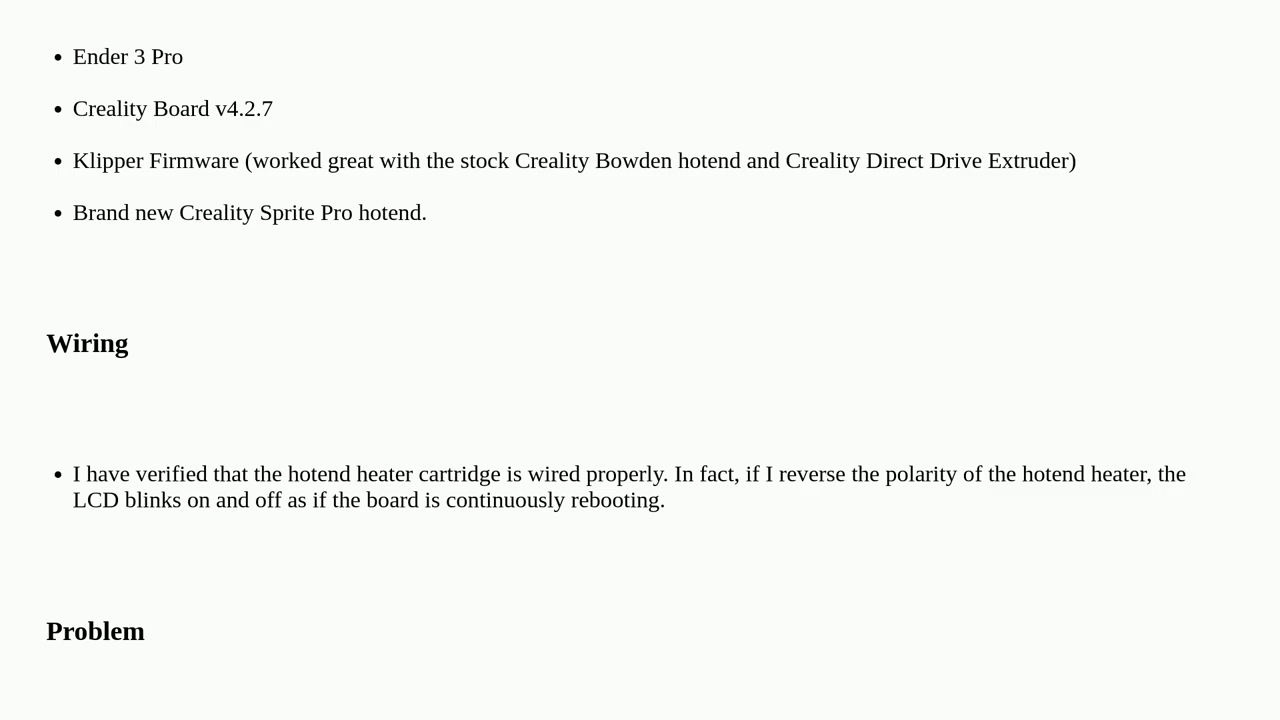 Ender 3 Pro
Creality Board v4.2.7
Klipper Firmware (worked great with the stock Creality Bowden hotend and Creality Direct Drive Extruder)
Brand new Creality Sprite Pro hotend.
Wiring
I have verified that the hotend heater cartridge is wired properly. In fact, if I reverse the polarity of the hotend heater, the
LCD blinks on and off as if the board is continuously rebooting.
Problem